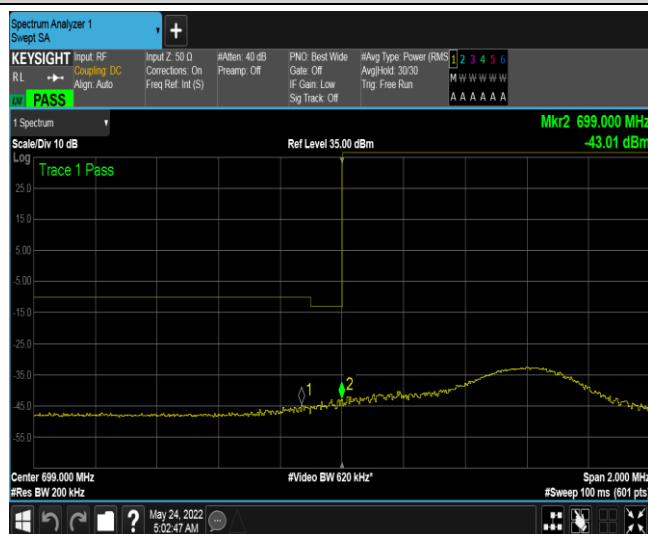 Spectrum Analyzer 1
Swept SA
+
KEYSIGHT
RL
PASS
Input: RF
Coupling: DC
Align: Auto
Input Z: 50 Ω
Corrections: On
Freq Ref: Int (S)
#Atten: 40 dB
Preamp: Off
PNO: Best Wide
Gate: Off
IF Gain: Low
Sig Track: Off
#Avg Type: Power (RMS
Avg|Hold: 30/30
Trig: Free Run
1 2 3 4 5 6
M W W W W W
A A A A A A
1 Spectrum
Mkr2 699.000 MHz
Scale/Div 10 dB
Ref Level 35.00 dBm
-43.01 dBm
Log
Trace 1 Pass
25.0
15.0
5.00
-5.00
-15.0
-25.0
-35.0
-45.0
-55.0
1
2
Center 699.000 MHz
#Video BW 620 kHz*
Span 2.000 MHz
#Res BW 200 kHz
#Sweep 100 ms (601 pts)
?
May 24, 2022
5:02:47 AM